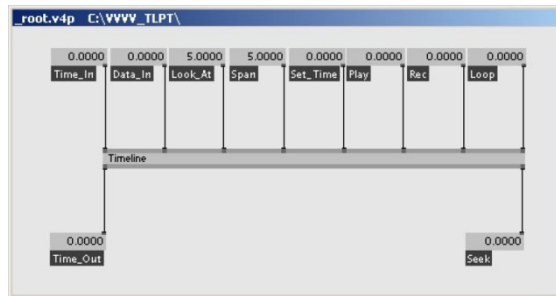 _root.v4p C:\VVVV_TLPT\
0.0000 0.0000 5.0000 5.0000 0.0000 0.0000 0.0000 0.0000
Time_In Data_In Look_At Span Set_Time Play Rec Loop
Timeline
0.0000 0.0000
Time_Out Seek